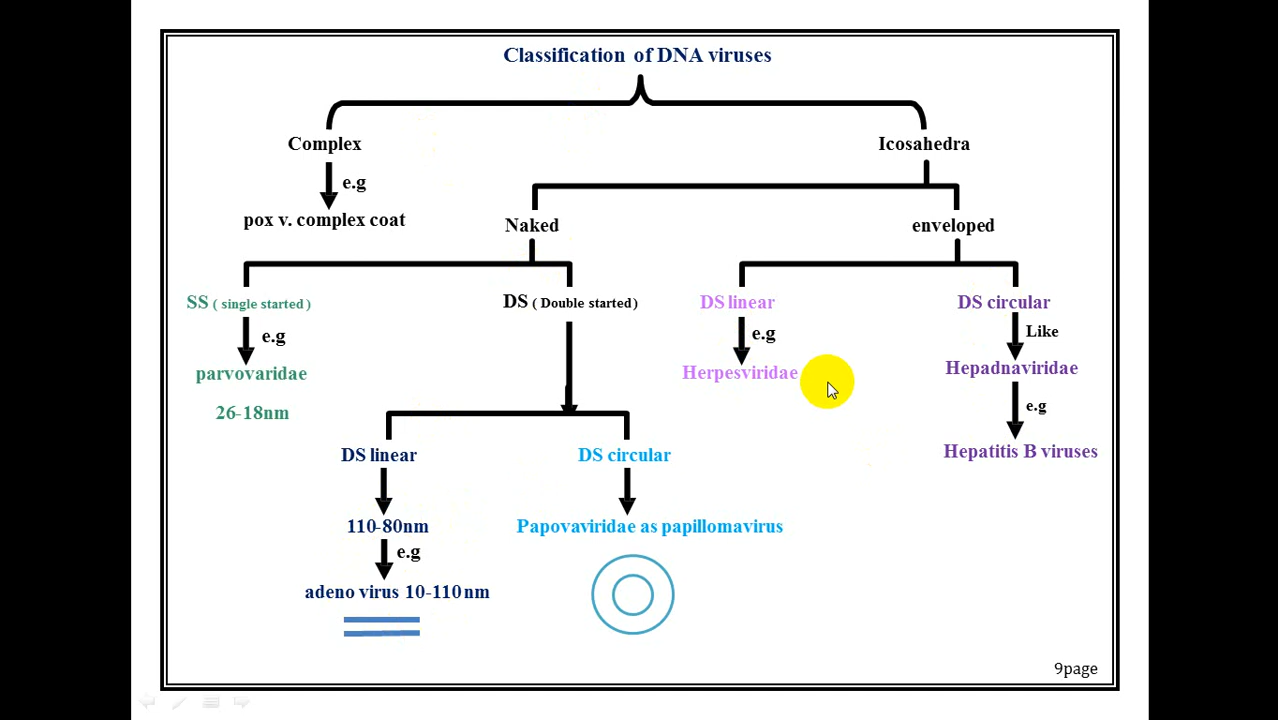 Classification of DNA viruses
Complex
Icosahedra
e.g
pox v. complex coat
Naked
enveloped
SS ( single started )
DS ( Double started )
DS linear
DS circular
e.g
e.g
Like
parvovaridae
Herpesviridae
Hepadnaviridae
26-18nm
e.g
DS linear
DS circular
Hepatitis B viruses
110-80nm
Papovaviridae as papillomavirus
e.g
adeno virus 10-110nm
9page